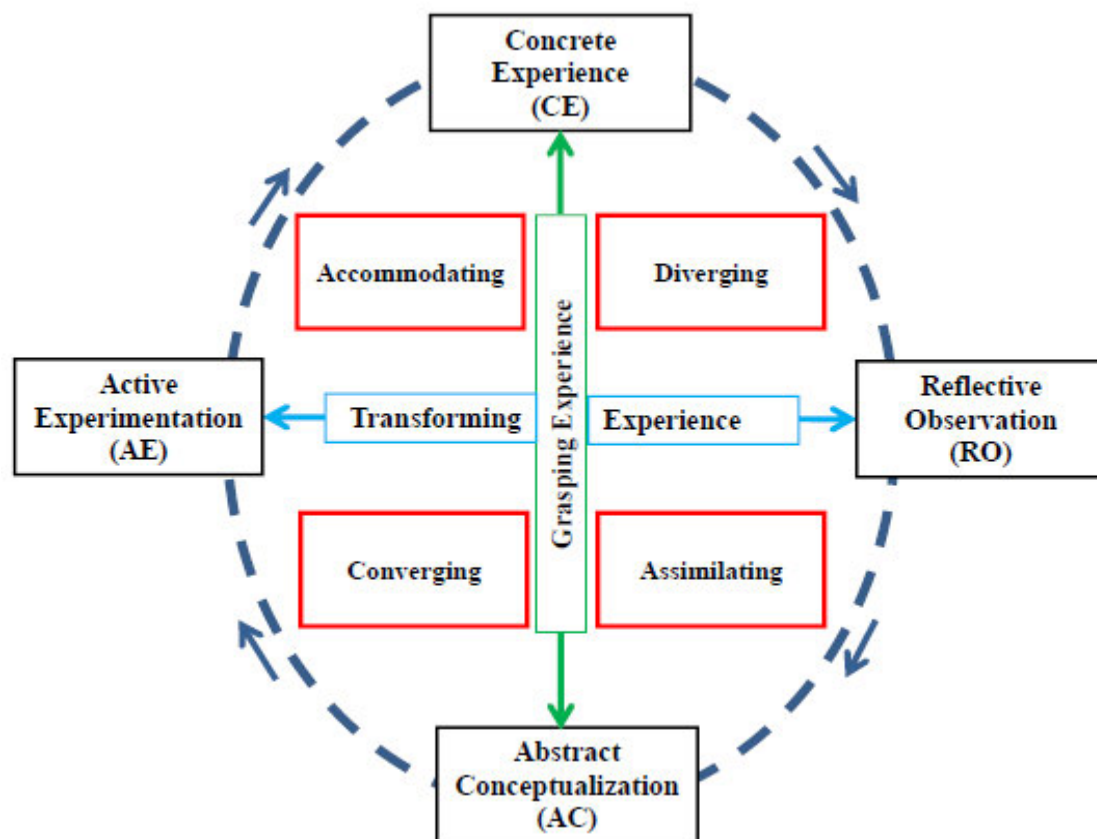 Concrete
Experience
(CE)
Accommodating
Diverging
Grasping Experience
Active
Experimentation
(AE)
Transforming
Experience
Reflective
Observation
(RO)
Converging
Assimilating
Abstract
Conceptualization
(AC)